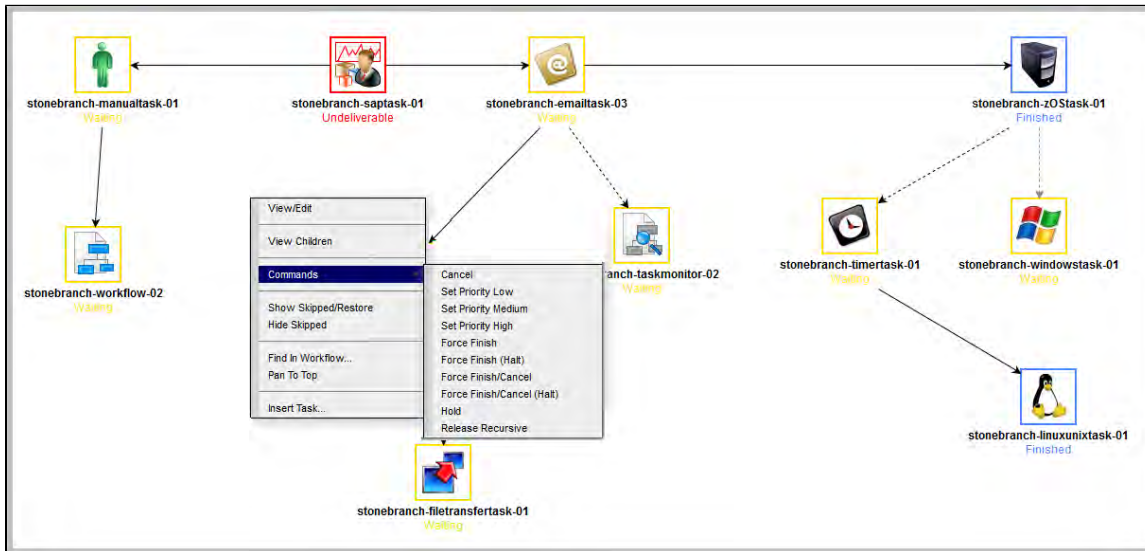 stonebranch-manualtask-01
Waiting
stonebranch-saptask-01
Undeliverable
stonebranch-emailtask-03
Waiting
stonebranch-zOStask-01
Finished
stonebranch-workflow-02
Waiting
View/Edit
View Children
Commands
Show Skipped/Restore
Hide Skipped
Find In Workflow...
Pan To Top
Insert Task...
Cancel
Set Priority Low
Set Priority Medium
Set Priority High
Force Finish
Force Finish (Halt)
Force Finish/Cancel
Force Finish/Cancel (Halt)
Hold
Release Recursive
ranch-taskmonitor-02
Waiting
stonebranch-timertask-01
Waiting
stonebranch-windowstask-01
Waiting
stonebranch-linuxunixtask-01
Finished
stonebranch-filetransfertask-01
Waiting